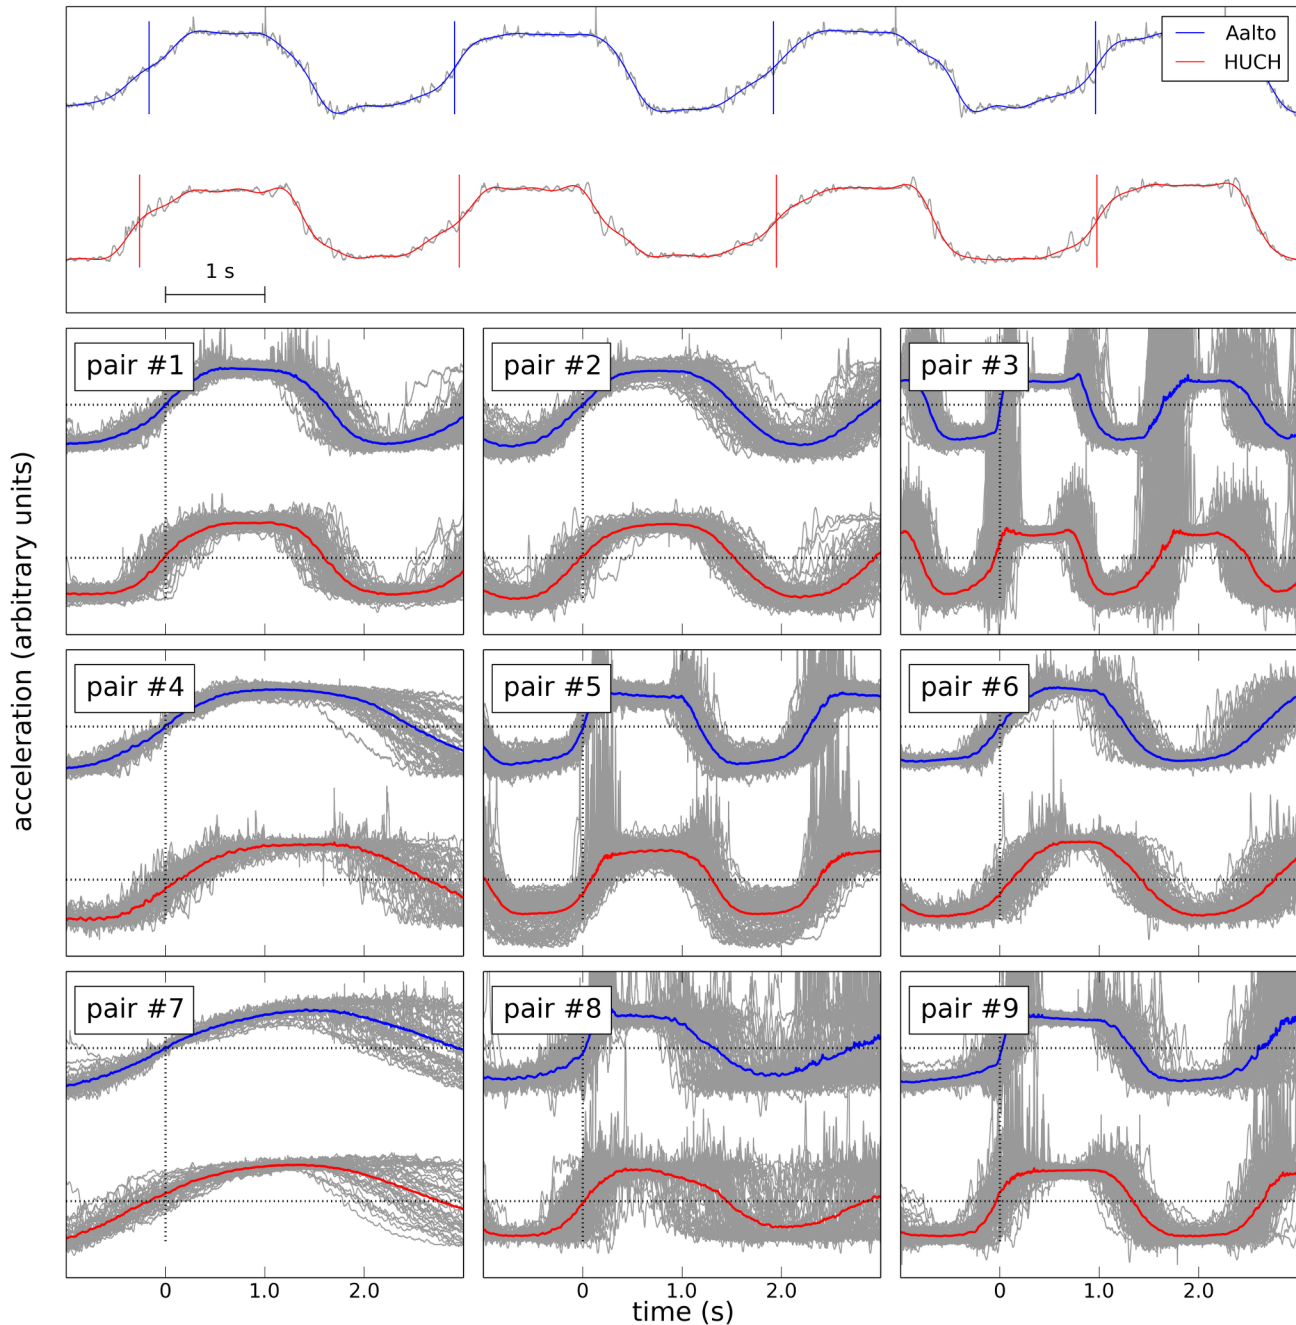 Aalto
HUCH
1 s
pair #1
pair #2
pair #3
acceleration (arbitrary units)
pair #4
pair #5
pair #6
pair #7
pair #8
pair #9
0 1.0 2.0 0 1.0 2.0 0 1.0 2.0
time (s)